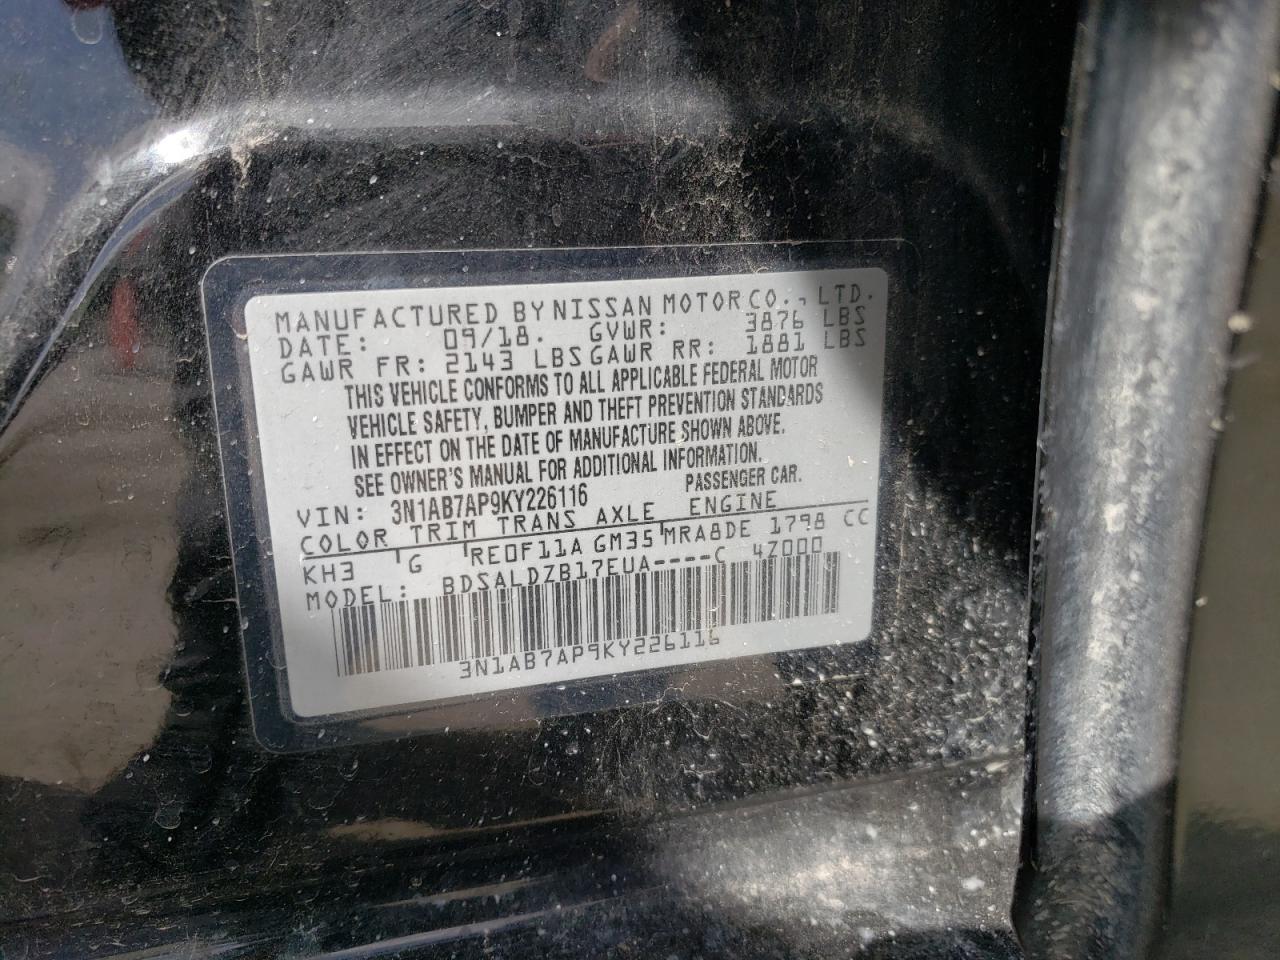 MANUFACTURED BY NISSAN MOTOR CO., LTD.
DATE: 09/18. GVWR: 3876 LBS
GAWR FR: 2143 LBS GAWR RR: 1881 LBS
THIS VEHICLE CONFORMS TO ALL APPLICABLE FEDERAL MOTOR
VEHICLE SAFETY, BUMPER AND THEFT PREVENTION STANDARDS
IN EFFECT ON THE DATE OF MANUFACTURE SHOWN ABOVE.
SEE OWNER'S MANUAL FOR ADDITIONAL INFORMATION.
VIN: 3N1AB7AP9KY226116 PASSENGER CAR.
COLOR TRIM TRANS AXLE ENGINE
KH3 G RE0F11A GM35 MRA8DE 1798 CC
MODEL: BDSALDZB17EUA----C 4Z000
3N1AB7AP9KY226116